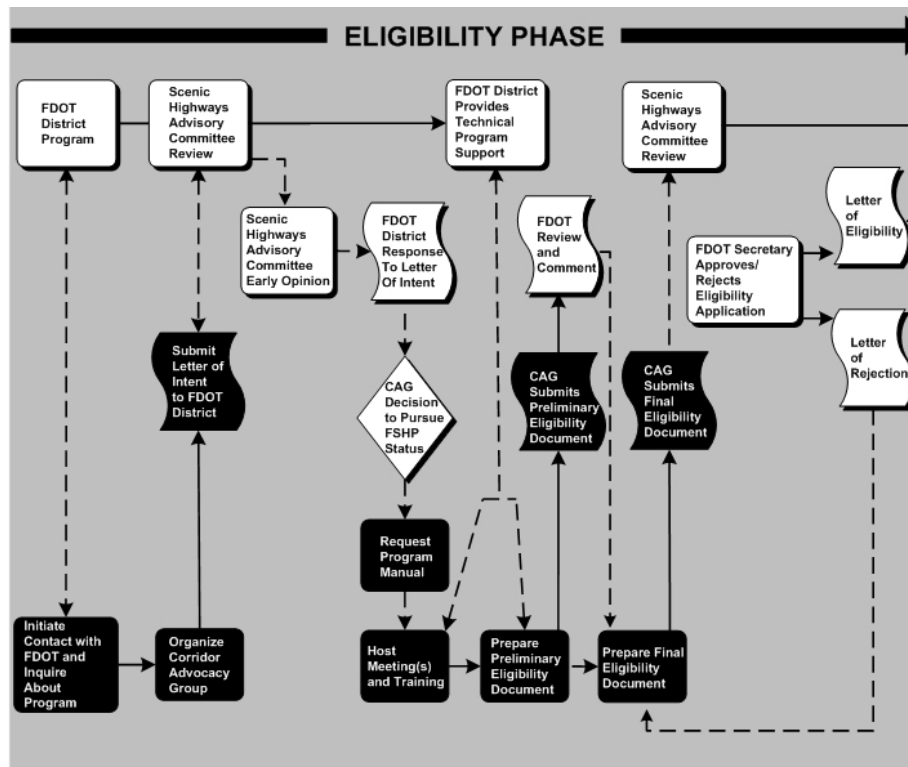 ELIGIBILITY PHASE
FDOT
District
Program
Scenic
Highways
Advisory
Committee
Review
FDOT District
Provides
Technical
Program
Support
Scenic
Highways
Advisory
Committee
Review
Scenic
Highways
Advisory
Committee
Early Opinion
FDOT
District
Response
To Letter
Of Intent
FDOT
Review
and
Comment
FDOT Secretary
Approves/
Rejects
Eligibility
Application
Letter
of
Eligibility
Letter
of
Rejection
Submit
Letter of
Intent
to FDOT
District
CAG
Decision
to Pursue
FSHP
Status
CAG
Submits
Preliminary
Eligibility
Document
CAG
Submits
Final
Eligibility
Document
Request
Program
Manual
Initiate
Contact with
FDOT and
Inquire
About
Program
Organize
Corridor
Advocacy
Group
Host
Meeting(s)
and Training
Prepare
Preliminary
Eligibility
Document
Prepare Final
Eligibility
Document